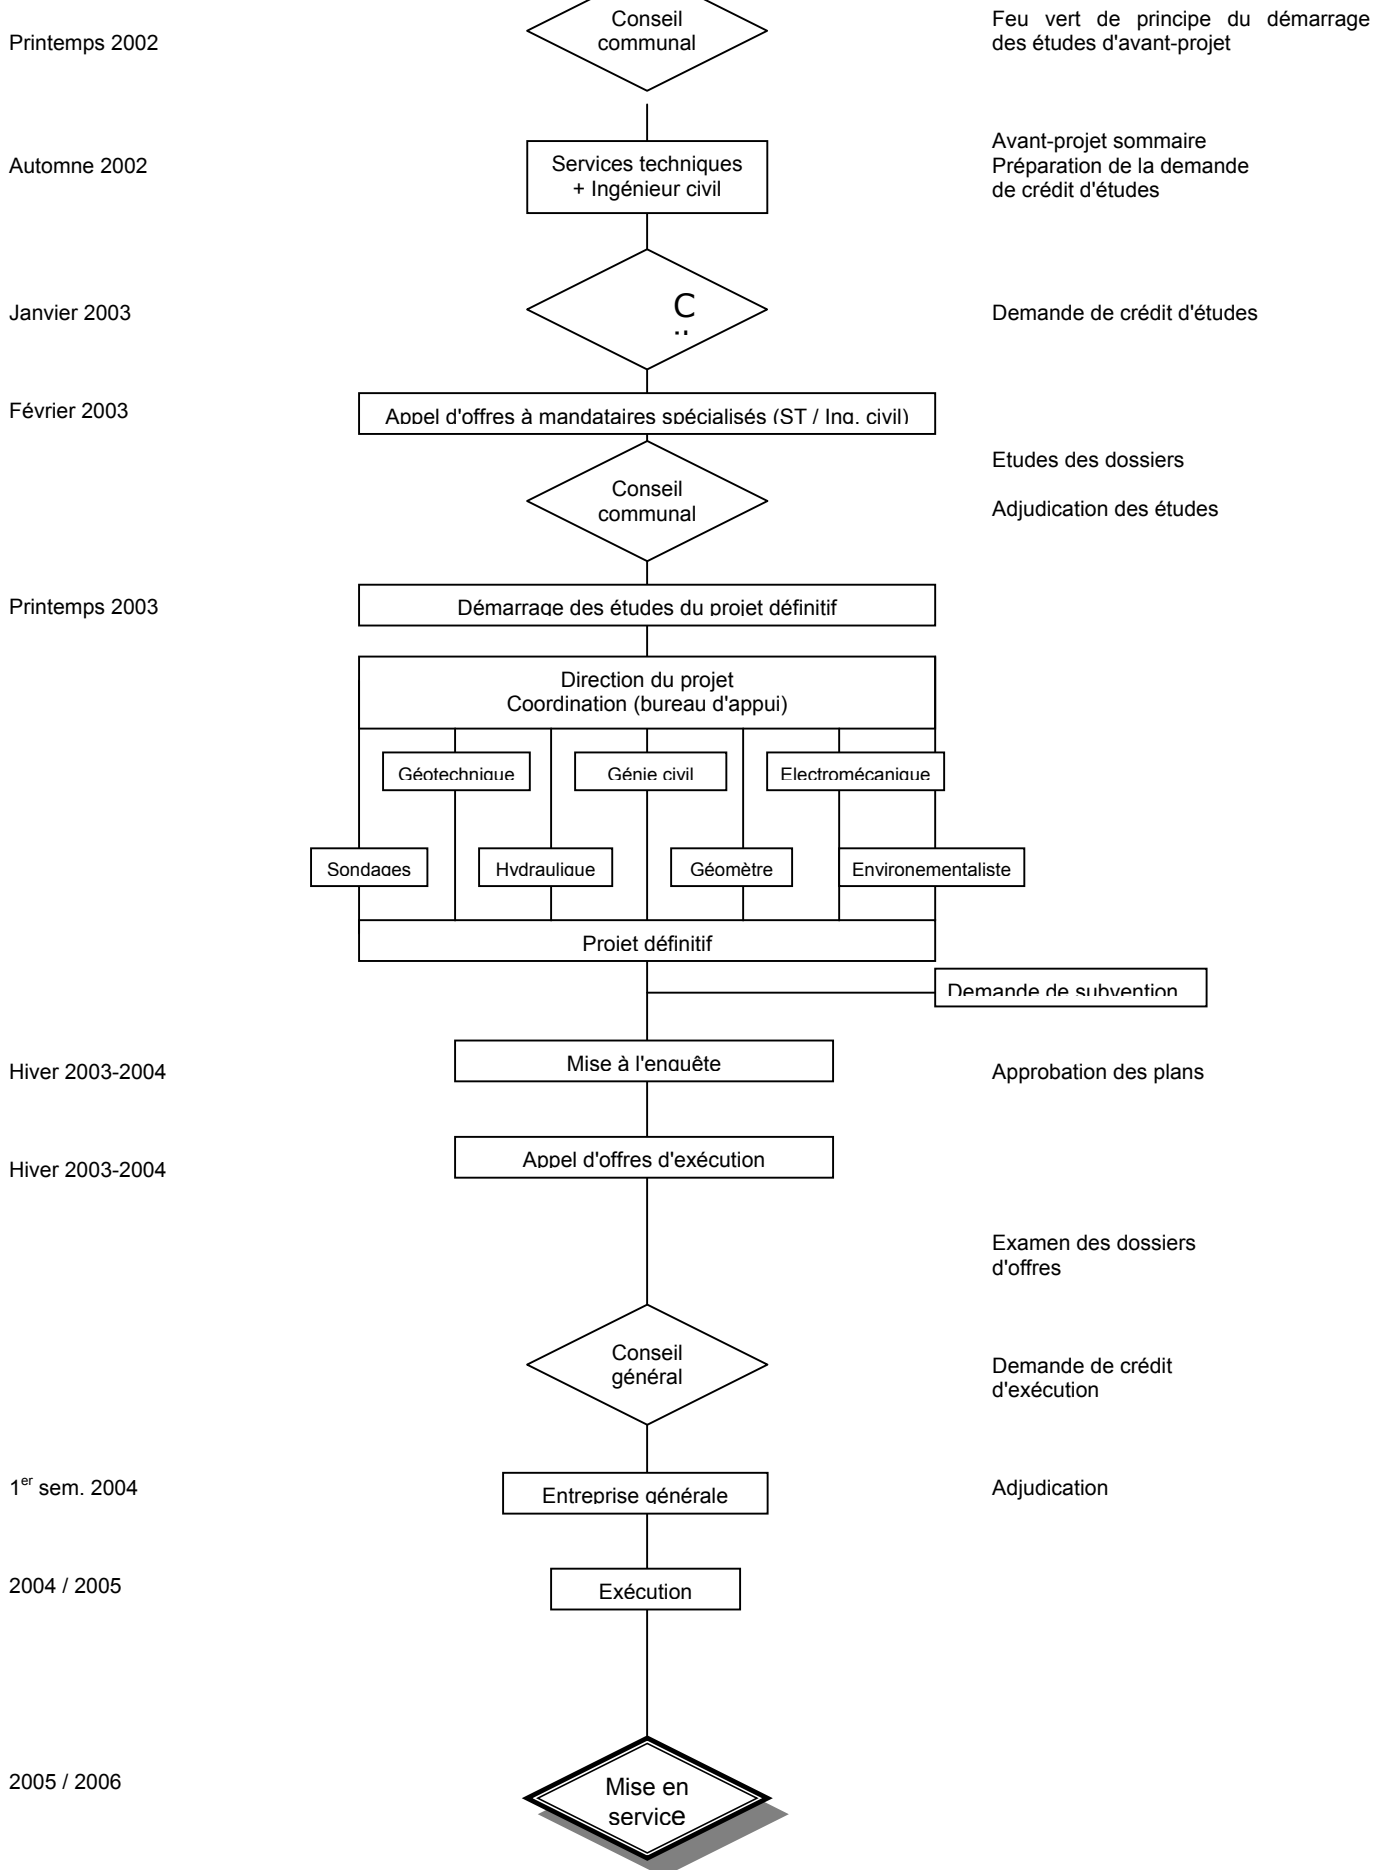 Conseil
communal
Printemps 2002
Feu vert de principe du démarrage
des études d'avant-projet
Automne 2002
Services techniques
+ Ingénieur civil
Avant-projet sommaire
Préparation de la demande
de crédit d'études
Janvier 2003
C
Demande de crédit d'études
Février 2003
Appel d'offres à mandataires spécialisés (ST / Ing. civil)
Etudes des dossiers
Conseil
communal
Adjudication des études
Printemps 2003
Démarrage des études du projet définitif
Direction du projet
Coordination (bureau d'appui)
Géotechnique
Génie civil
Electromécanique
Sondages
Hydraulique
Géomètre
Environementaliste
Projet définitif
Demande de subvention
Hiver 2003-2004
Mise à l'enquête
Approbation des plans
Hiver 2003-2004
Appel d'offres d'exécution
Examen des dossiers
d'offres
Conseil
général
Demande de crédit
d'exécution
1er sem. 2004
Entreprise générale
Adjudication
2004 / 2005
Exécution
2005 / 2006
Mise en
service